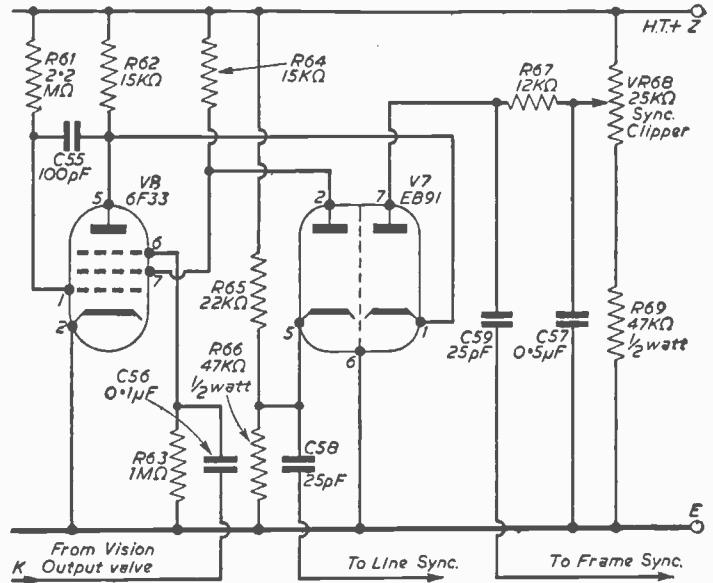 H.T.+ Z
R61
2·2
MΩ
R62
15KΩ
R64
15KΩ
R67
12KΩ
VR68
25KΩ
Sync.
Clipper
C55
100pF
5
V8
6F33
6
7
1
2
2
7
V7
EB91
5
1
6
R65
22KΩ
R66
47KΩ
1/2 watt
C56
0·1μF
R63
1MΩ
C58
25pF
C59
25pF
C57
0·5μF
R69
47KΩ
1/2 watt
E
K
From Vision
Output valve
To Line Sync.
To Frame Sync.